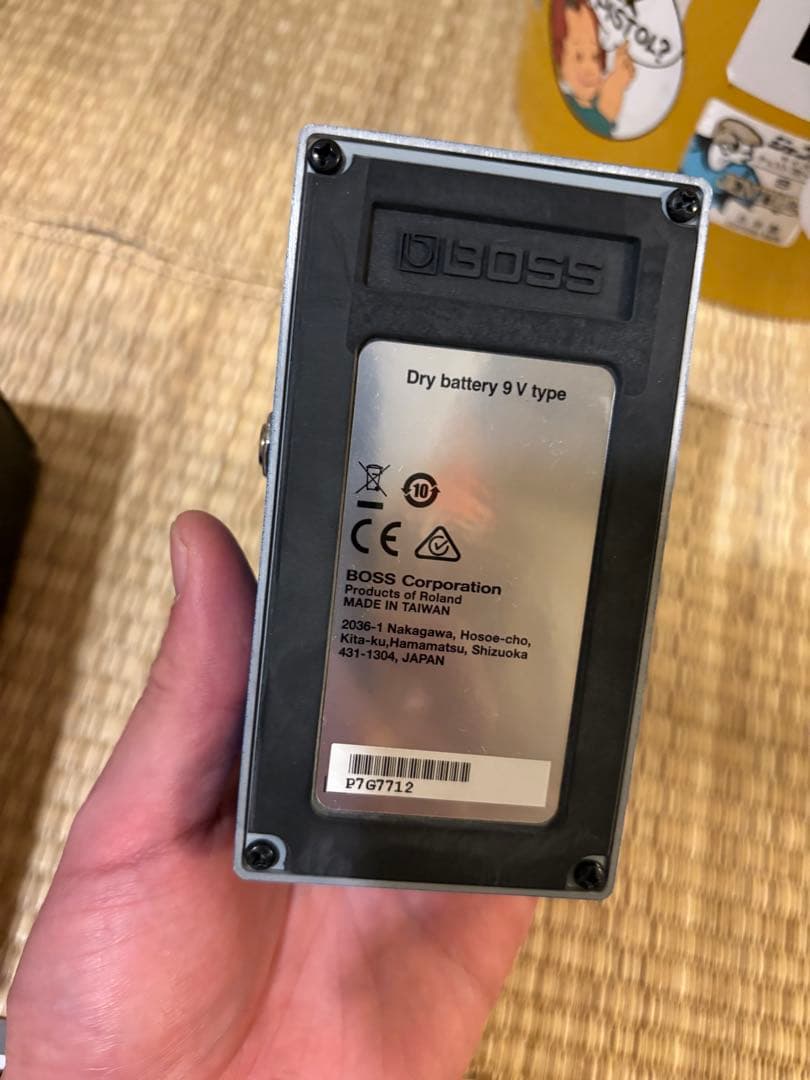 PISTOL?
BOSS
Dry battery 9 V type
10
CE
BOSS Corporation
Products of Roland
MADE IN TAIWAN
2036-1 Nakagawa, Hosoe-cho,
Kita-ku,Hamamatsu, Shizuoka
431-1304, JAPAN
P7G7712